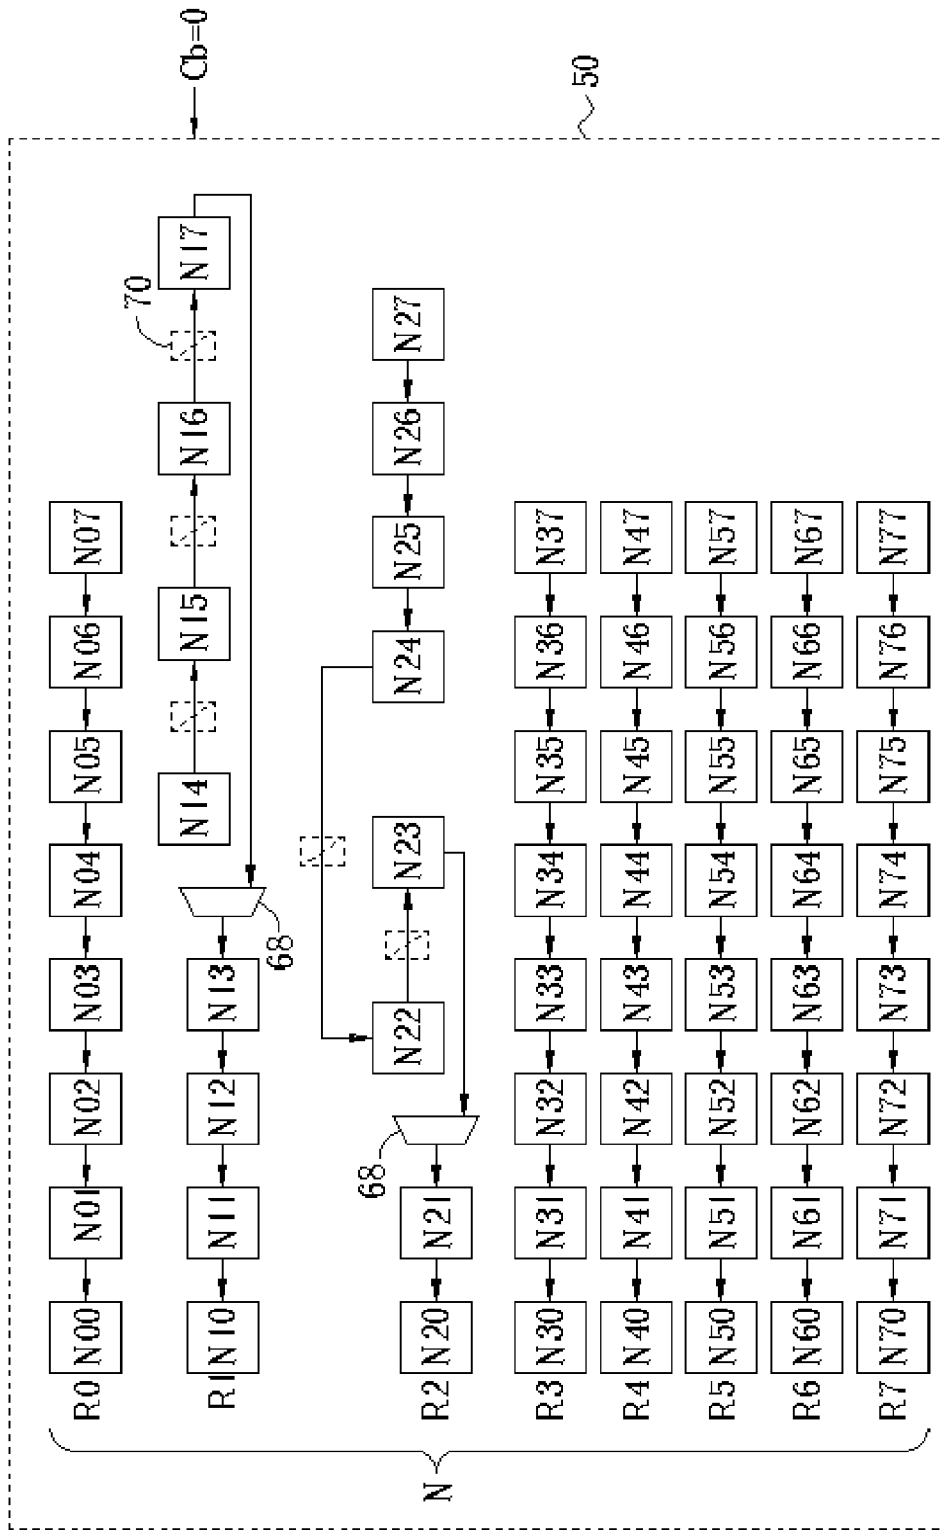 Cb=0
50
R0 N00 N01 N02 N03 N04 N05 N06 N07
70
R1 N10 N11 N12 N13 N14 N15 N16 N17
68
68
R2 N20 N21 N22 N23 N24 N25 N26 N27
R3 N30 N31 N32 N33 N34 N35 N36 N37
R4 N40 N41 N42 N43 N44 N45 N46 N47
R5 N50 N51 N52 N53 N54 N55 N56 N57
R6 N60 N61 N62 N63 N64 N65 N66 N67
R7 N70 N71 N72 N73 N74 N75 N76 N77
N